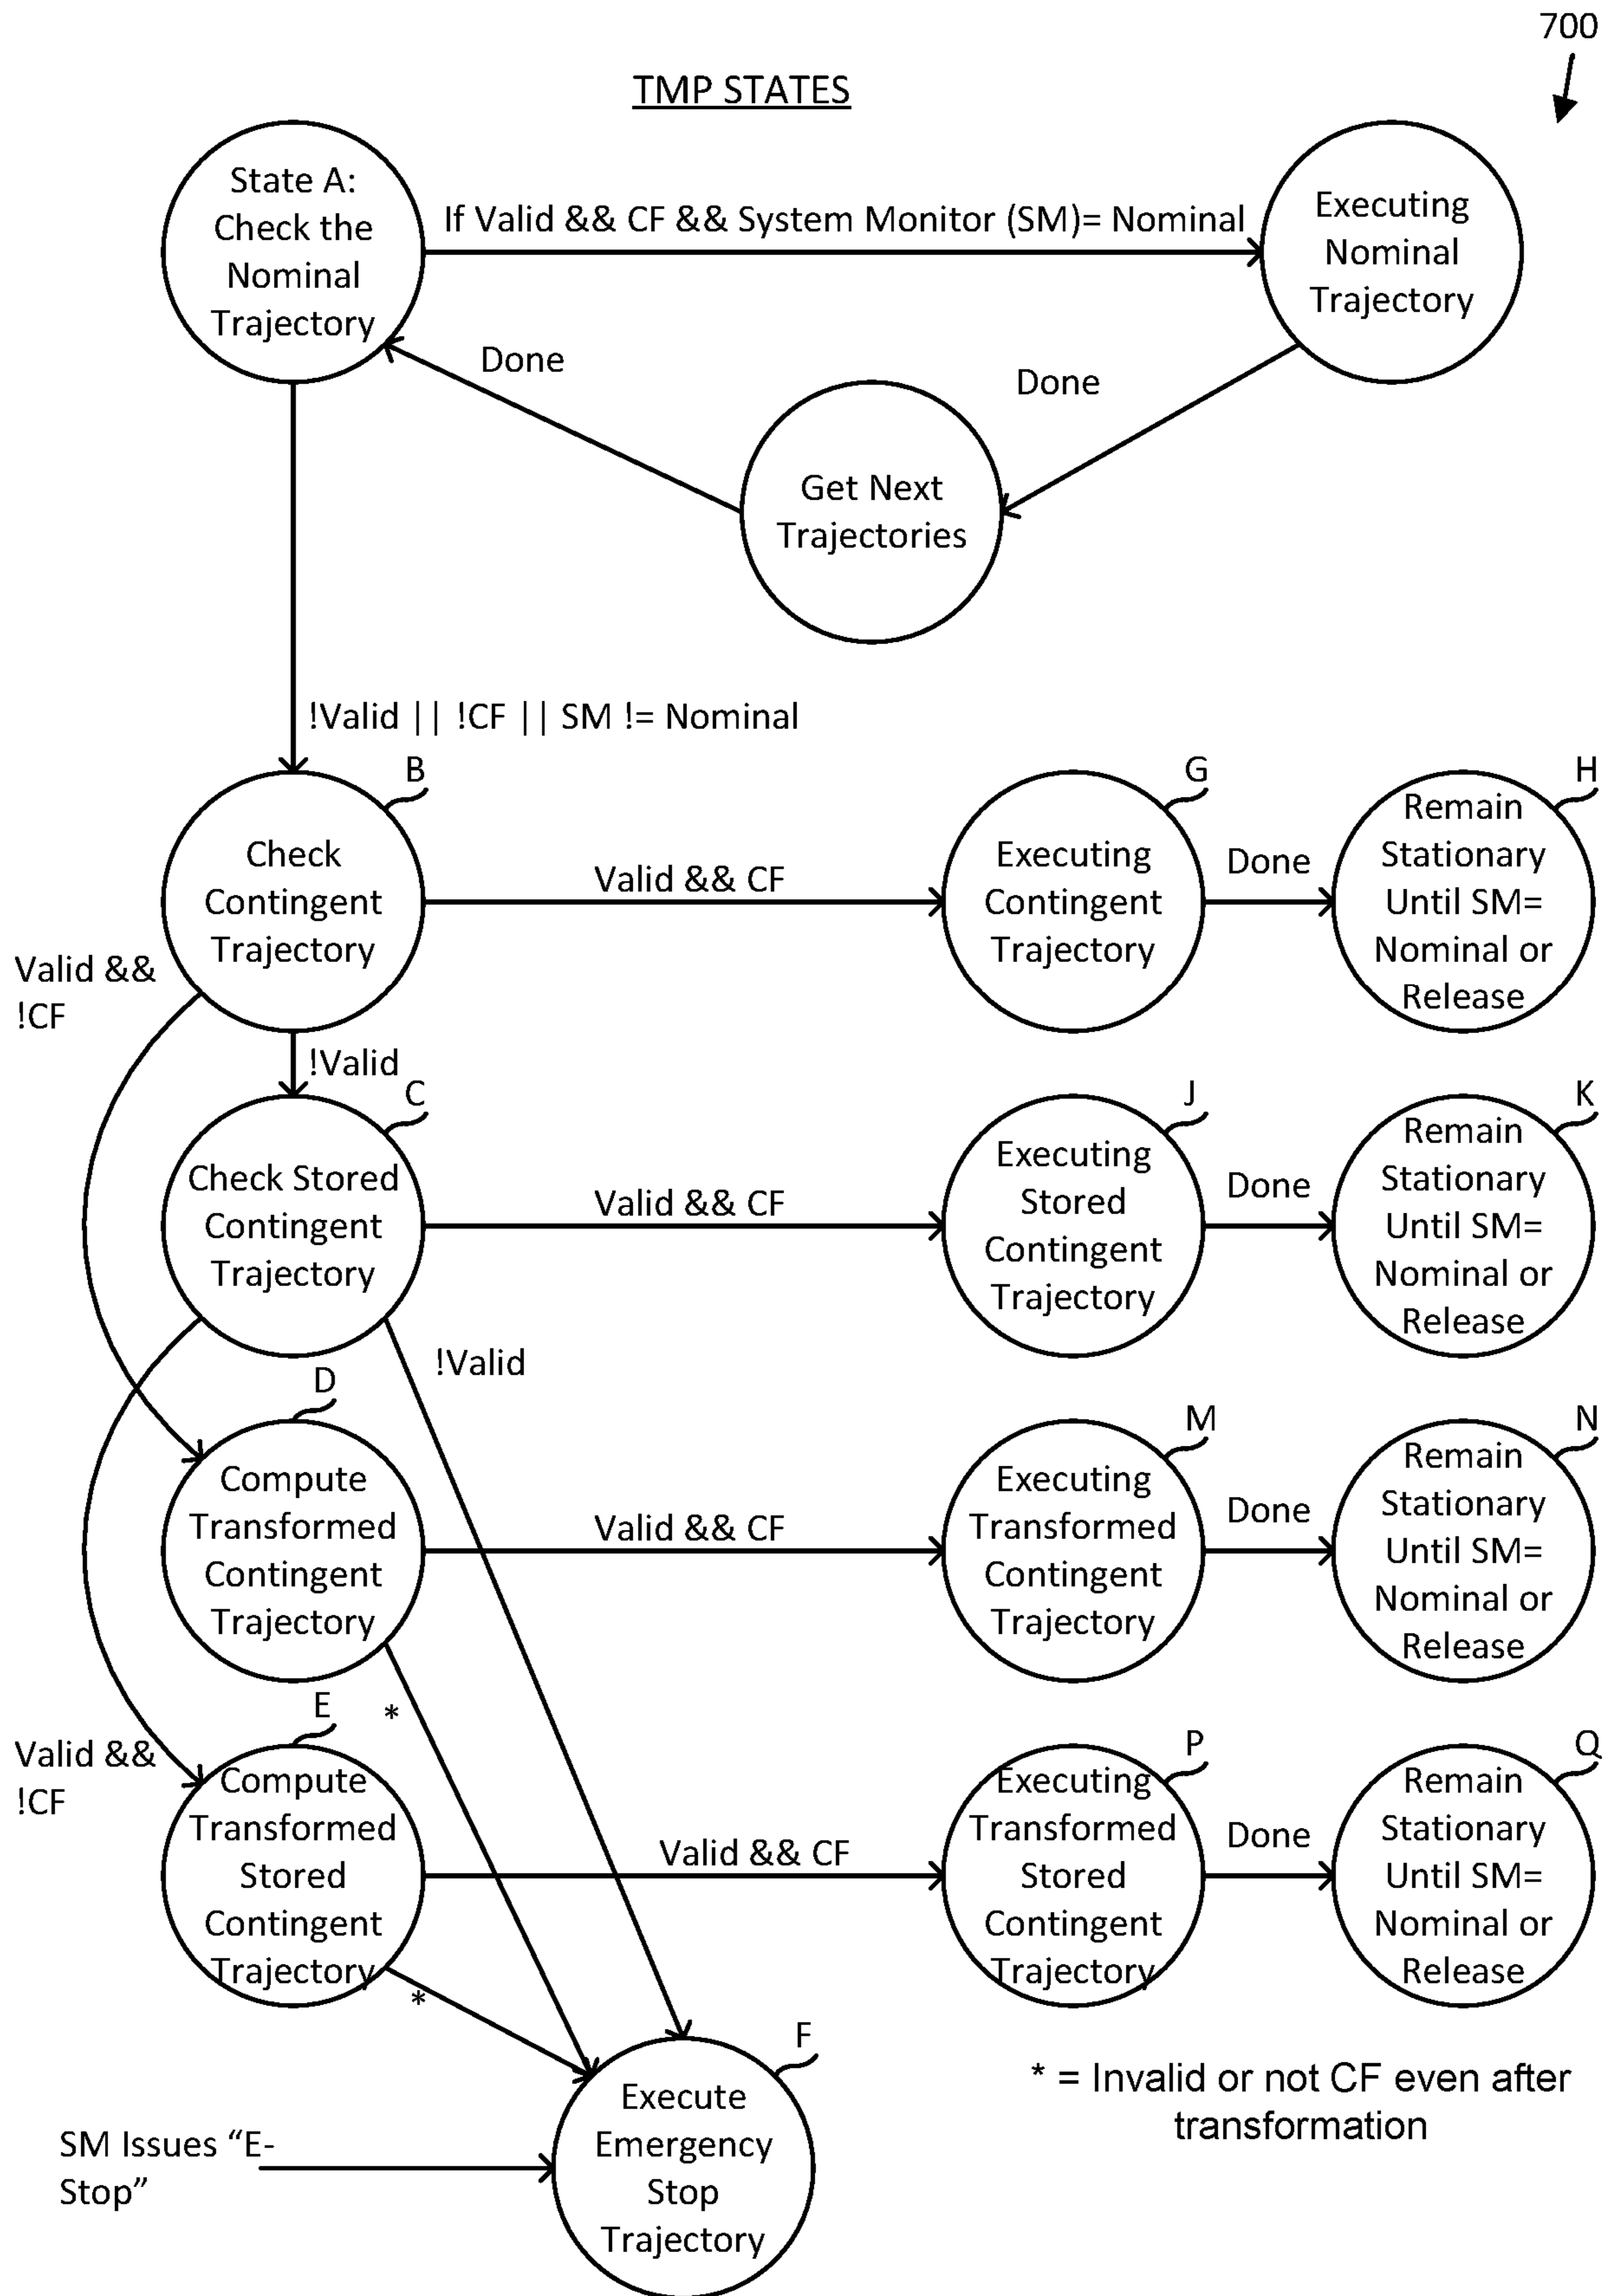 700
TMP STATES
State A:
Check the
Nominal
Trajectory
If Valid && CF && System Monitor (SM)= Nominal
Executing
Nominal
Trajectory
Done
Done
Get Next
Trajectories
!Valid || !CF || SM != Nominal
B
Check
Contingent
Trajectory
Valid && CF
G
Executing
Contingent
Trajectory
Done
H
Remain
Stationary
Until SM=
Nominal or
Release
Valid &&
!CF
!Valid
C
Check Stored
Contingent
Trajectory
Valid && CF
J
Executing
Stored
Contingent
Trajectory
Done
K
Remain
Stationary
Until SM=
Nominal or
Release
!Valid
D
Compute
Transformed
Contingent
Trajectory
Valid && CF
M
Executing
Transformed
Contingent
Trajectory
Done
N
Remain
Stationary
Until SM=
Nominal or
Release
*
Valid &&
!CF
E
Compute
Transformed
Stored
Contingent
Trajectory
Valid && CF
P
Executing
Transformed
Stored
Contingent
Trajectory
Done
Q
Remain
Stationary
Until SM=
Nominal or
Release
*
F
Execute
Emergency
Stop
Trajectory
SM Issues “E-
Stop”
* = Invalid or not CF even after
transformation